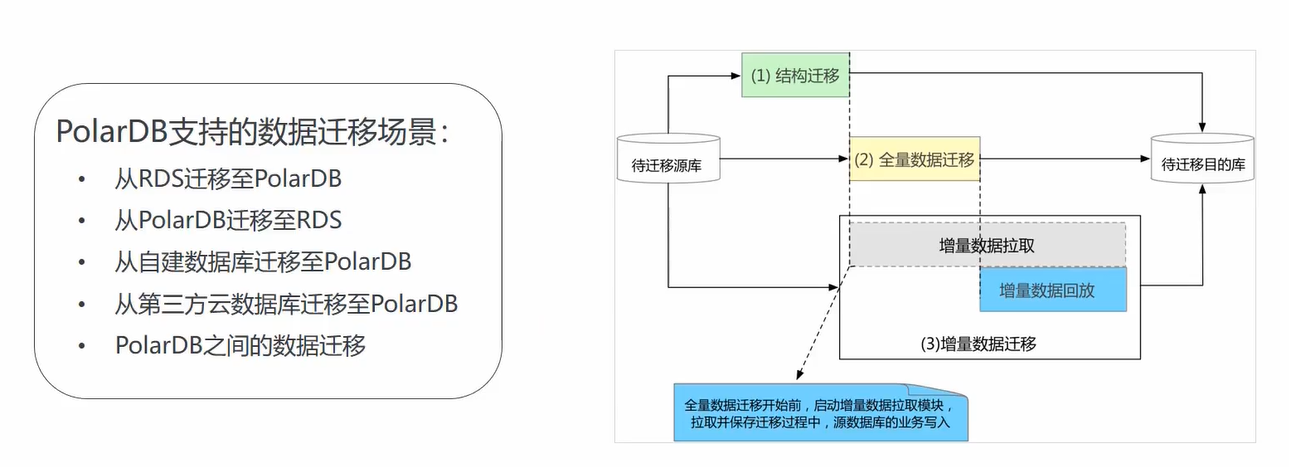 PolarDB支持的数据迁移场景：
• 从RDS迁移至PolarDB
• 从PolarDB迁移至RDS
• 从自建数据库迁移至PolarDB
• 从第三方云数据库迁移至PolarDB
• PolarDB之间的数据迁移
(1) 结构迁移
待迁移源库
(2) 全量数据迁移
待迁移目的库
增量数据拉取
增量数据回放
(3)增量数据迁移
全量数据迁移开始前，启动增量数据拉取模块，
拉取并保存迁移过程中，源数据库的业务写入